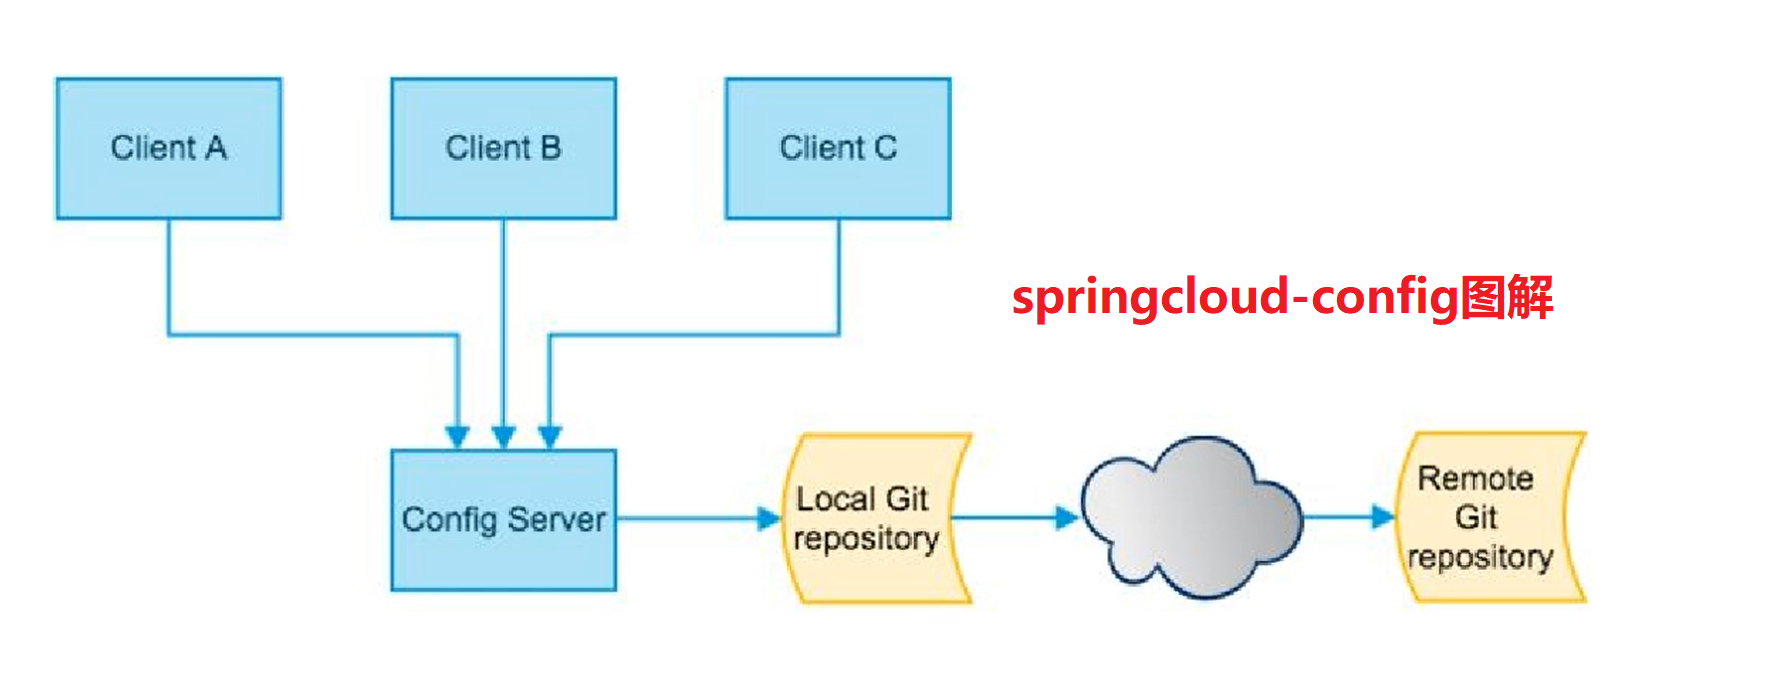 Client A
Client B
Client C
springcloud-config图解
Config Server
Local Git
repository
Remote
Git
repository